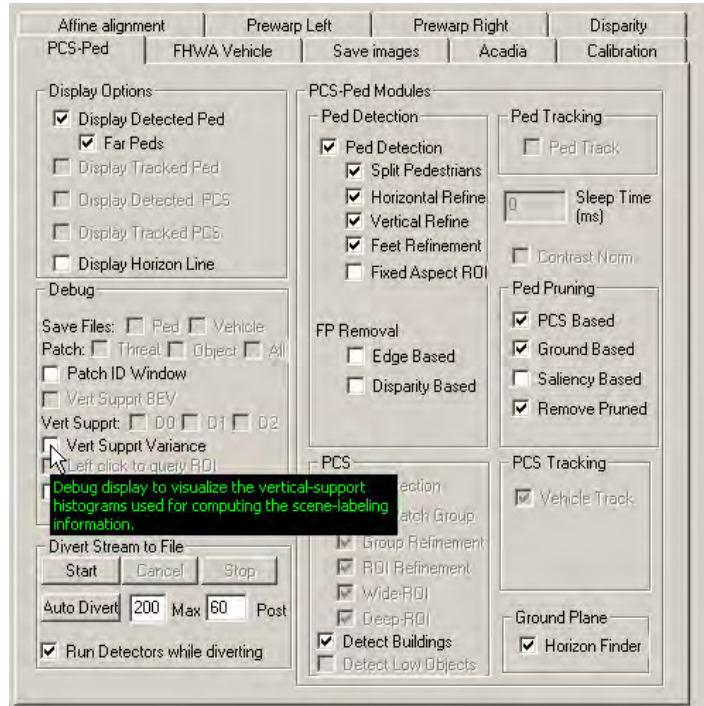 Affine alignment Prewarp Left Prewarp Right Disparity
PCS-Ped FHWA Vehicle Save images Acadia Calibration
Display Options
Display Detected Ped
Far Peds
Display Tracked Ped
Display Detected PCS
Display Tracked PCS
Display Horizon Line
Debug
Save Files: Ped Vehicle
Patch: Threat Object All
Patch ID Window
Vert Supprt BEV
Vert Supprt: D0 D1 D2
Vert Supprt Variance
Left click to query ROI
Debug display to visualize the vertical-support
histograms used for computing the scene-labeling
information.
Divert Stream to File
Start Cancel Stop
Auto Divert 200 Max 60 Post
Run Detectors while diverting
PCS-Ped Modules
Ped Detection
Ped Detection
Split Pedestrians
Horizontal Refine
Vertical Refine
Feet Refinement
Fixed Aspect ROI
FP Removal
Edge Based
Disparity Based
PCS
Group
Group Refinement
ROI Refinement
Wide-ROI
Deep-ROI
Detect Buildings
Detect Low Objects
Ped Tracking
Ped Track
0 Sleep Time
(ms)
Contrast Norm
Ped Pruning
PCS Based
Ground Based
Saliency Based
Remove Pruned
PCS Tracking
Vehicle Track
Ground Plane
Horizon Finder